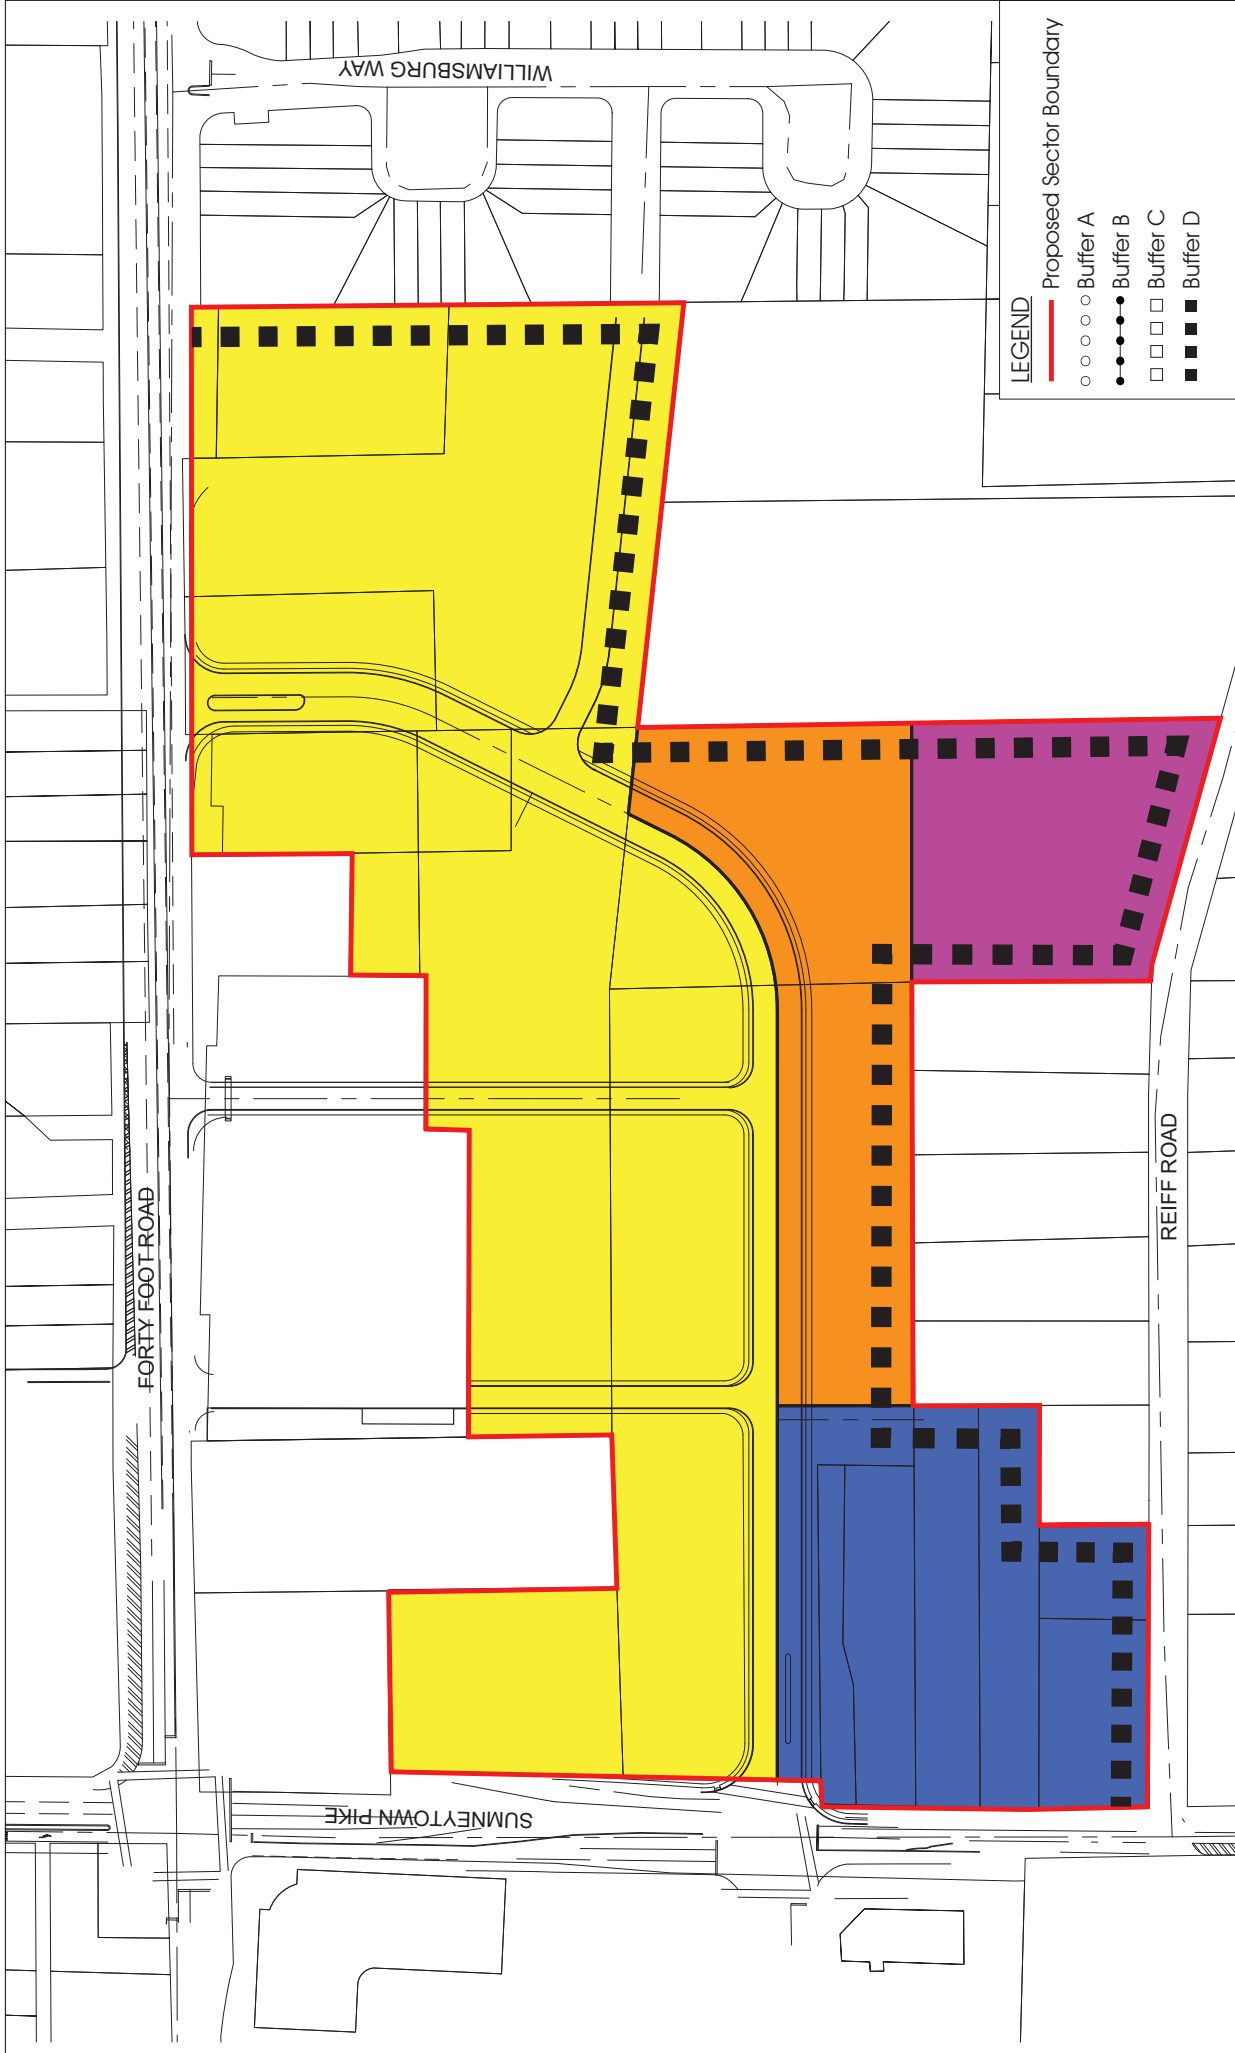 WILLIAMSBURG WAY
FORTY FOOT ROAD
SUMNEYTOWN PIKE
REIFF ROAD
LEGEND
Proposed Sector Boundary
Buffer A
Buffer B
Buffer C
Buffer D